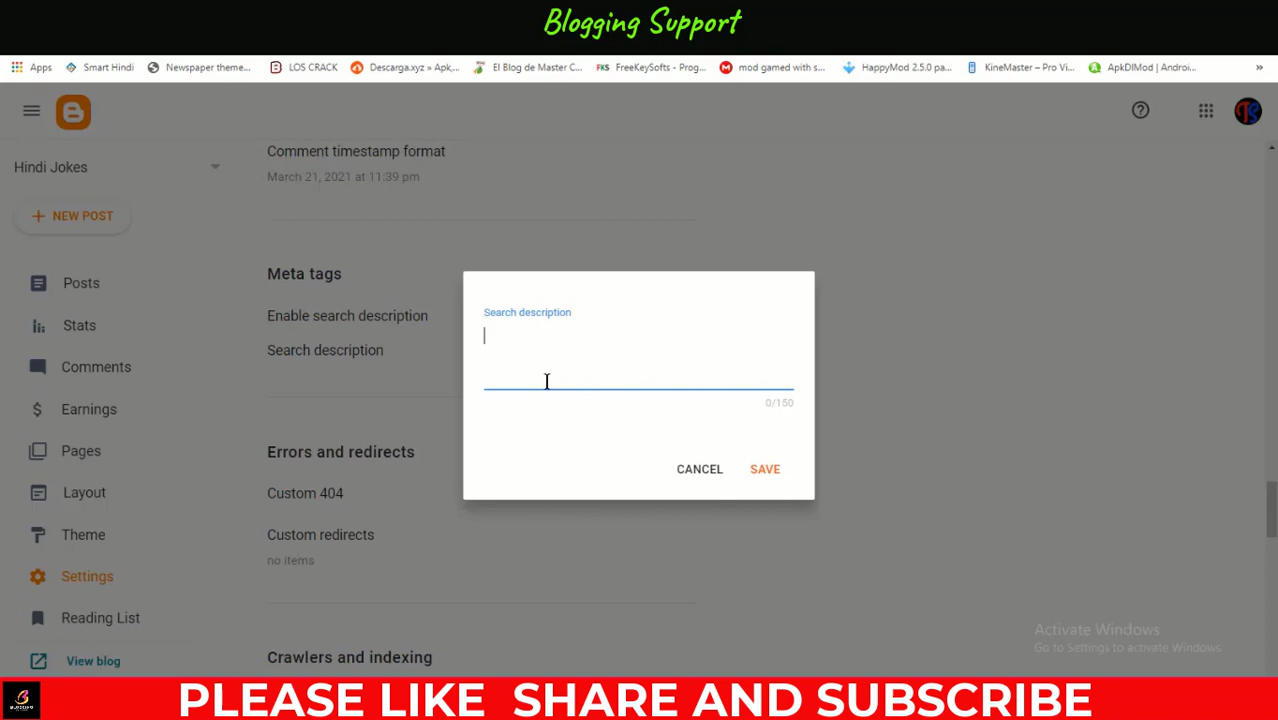 Blogging Support
Apps
Smart Hindi
Newspaper theme...
LOS CRACK
Descarga.xyz » Apk,...
El Blog de Master C...
FKS FreeKeySofts - Prog...
mod gamed with s...
HappyMod 2.5.0 pa...
KineMaster – Pro Vi...
ApkDlMod | Androi...
»
Hindi Jokes
+ NEW POST
Posts
Stats
Comments
Earnings
Pages
Layout
Theme
Settings
Reading List
View blog
Comment timestamp format
March 21, 2021 at 11:39 pm
Meta tags
Enable search description
Search description
Errors and redirects
Custom 404
Custom redirects
no items
Crawlers and indexing
Search description
0/150
CANCEL
SAVE
Activate Windows
Go to Settings to activate Windows.
PLEASE LIKE SHARE AND SUBSCRIBE